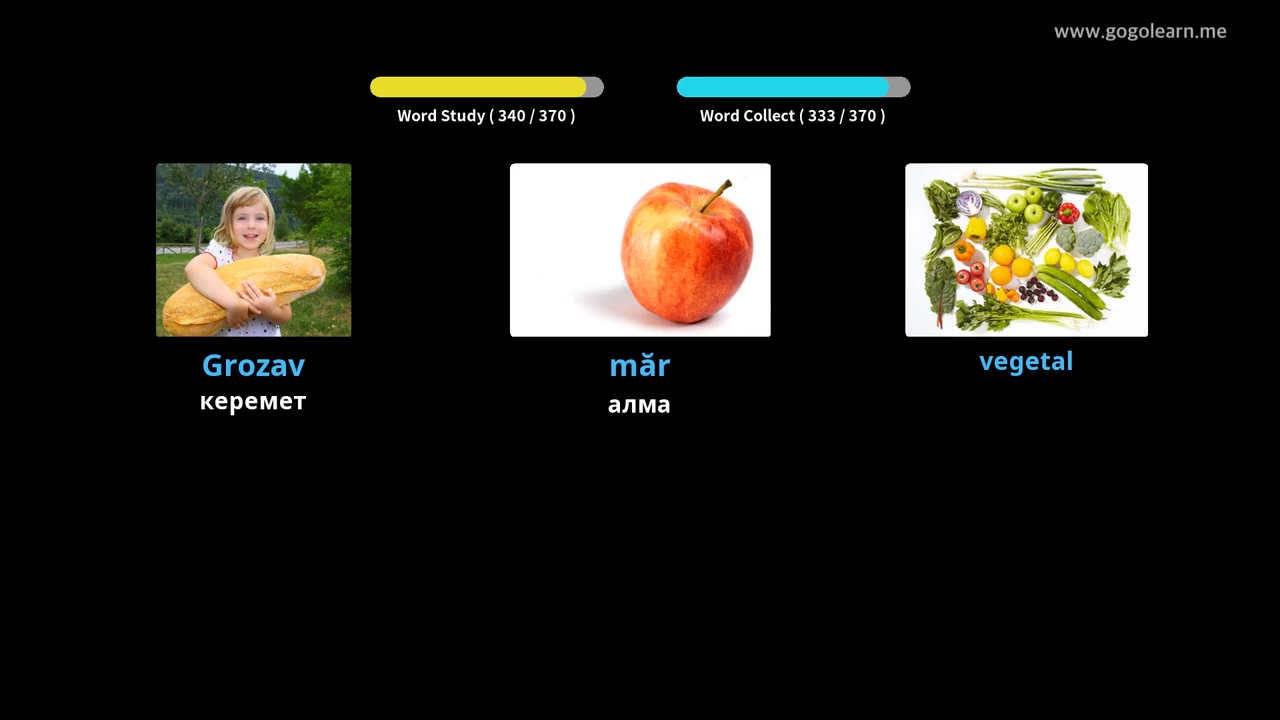 www.gogolearn.me
Word Study ( 340 / 370 )
Word Collect ( 333 / 370 )
Grozav
керемет
măr
алма
vegetal